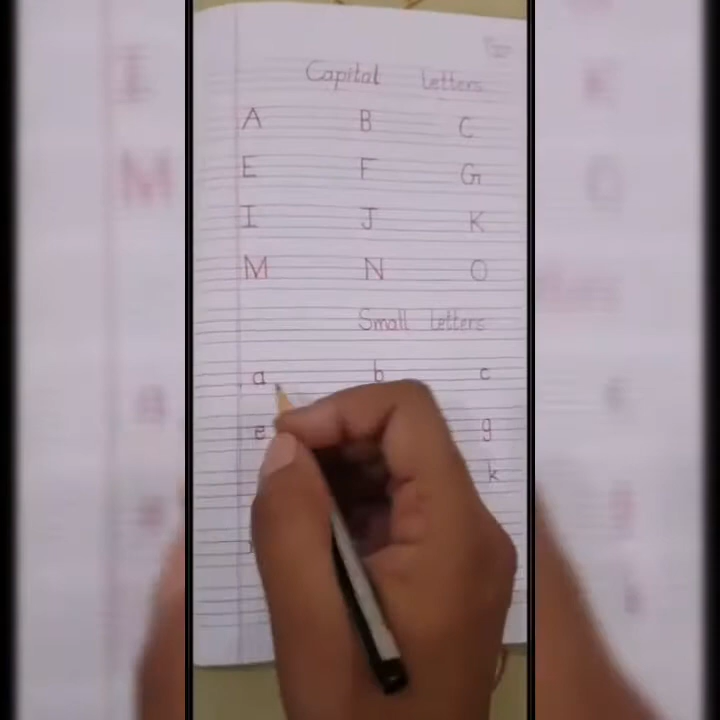 Capital Letters
A B C
E F G
I J K
M N O
Small Letters
a b c
e g
k